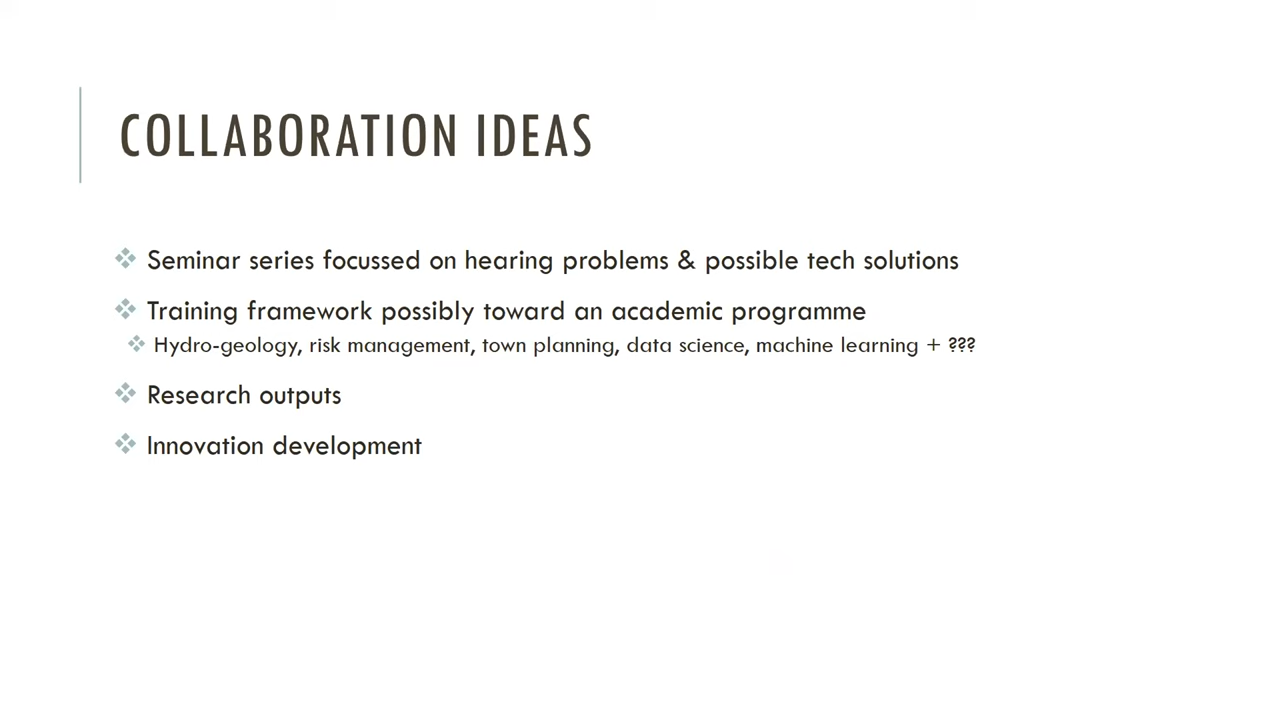 COLLABORATION IDEAS
Seminar series focussed on hearing problems & possible tech solutions
Training framework possibly toward an academic programme
Hydro-geology, risk management, town planning, data science, machine learning + ???
Research outputs
Innovation development